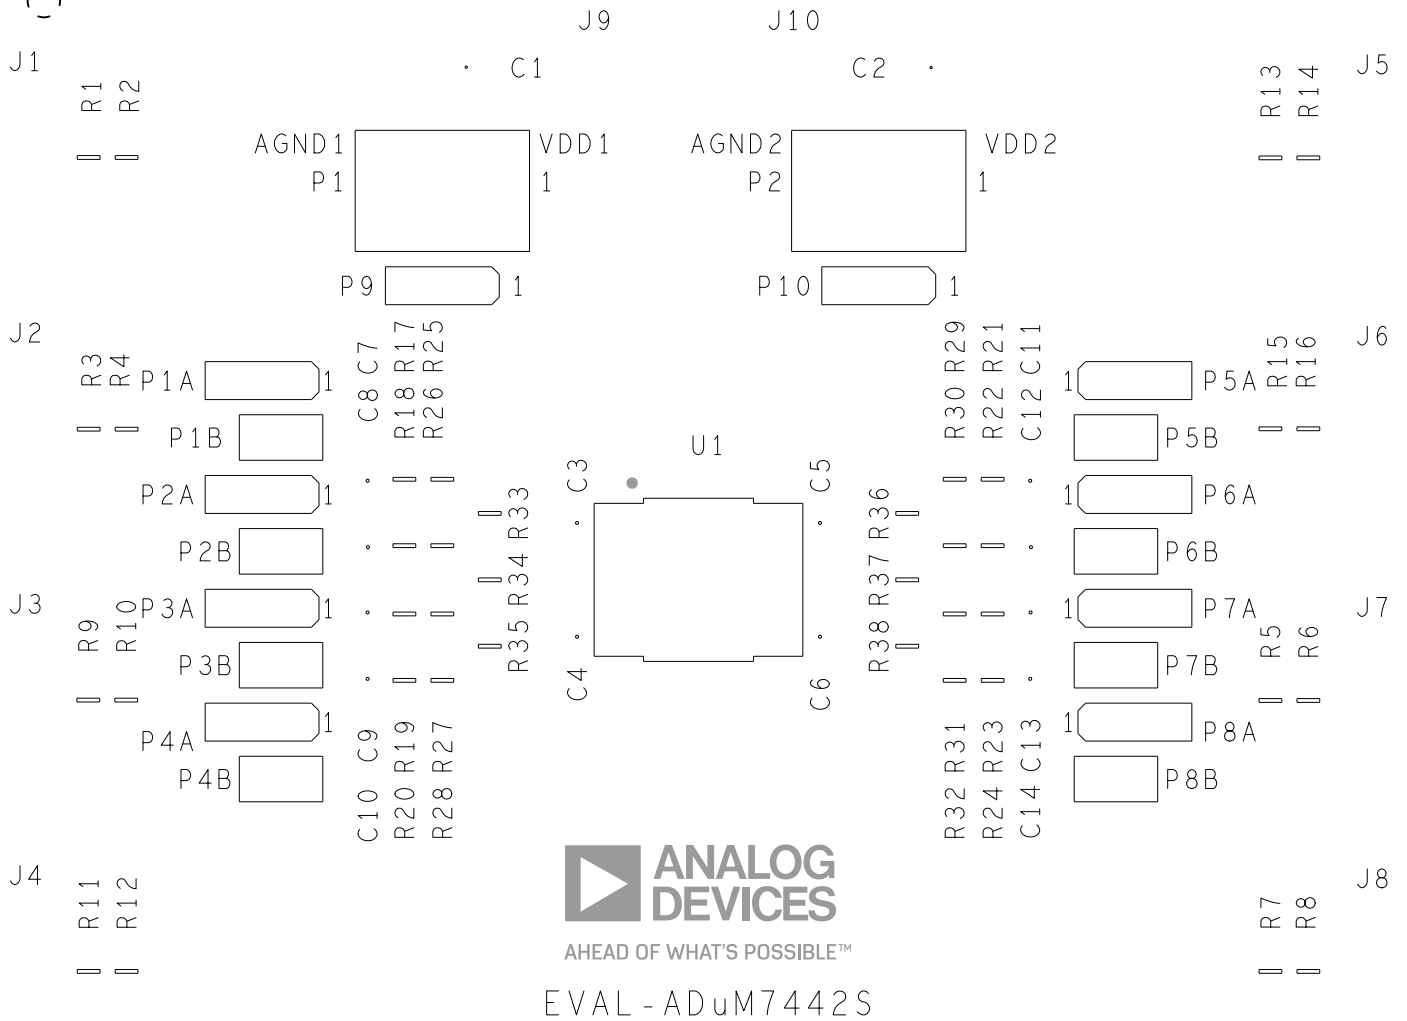 J9 J10
J1 C1 C2 J5
R1 R2 R13 R14
AGND1 VDD1 AGND2 VDD2
P1 1 P2 1
P9 1 P10 1
J2 C7 R17 R25 R29 R21 C11 J6
R3 R4 P1A 1 1 P5A R15 R16
C8 R18 R26 R30 R22 C12
P1B U1 P5B
P2A 1 C3 C5 1 P6A
R33 R36
P2B P6B
R34 R37
J3 P3A 1 1 P7A J7
R9 R10 R35 R38 R5 R6
P3B P7B
C4 C6
P4A 1 1 P8A
C9 R19 R27 R31 R23 C13
P4B P8B
C10 R20 R28 R32 R24 C14
J4 J8
R11 R12 R7 R8
ANALOG
DEVICES
AHEAD OF WHAT'S POSSIBLE™
EVAL-ADuM7442S